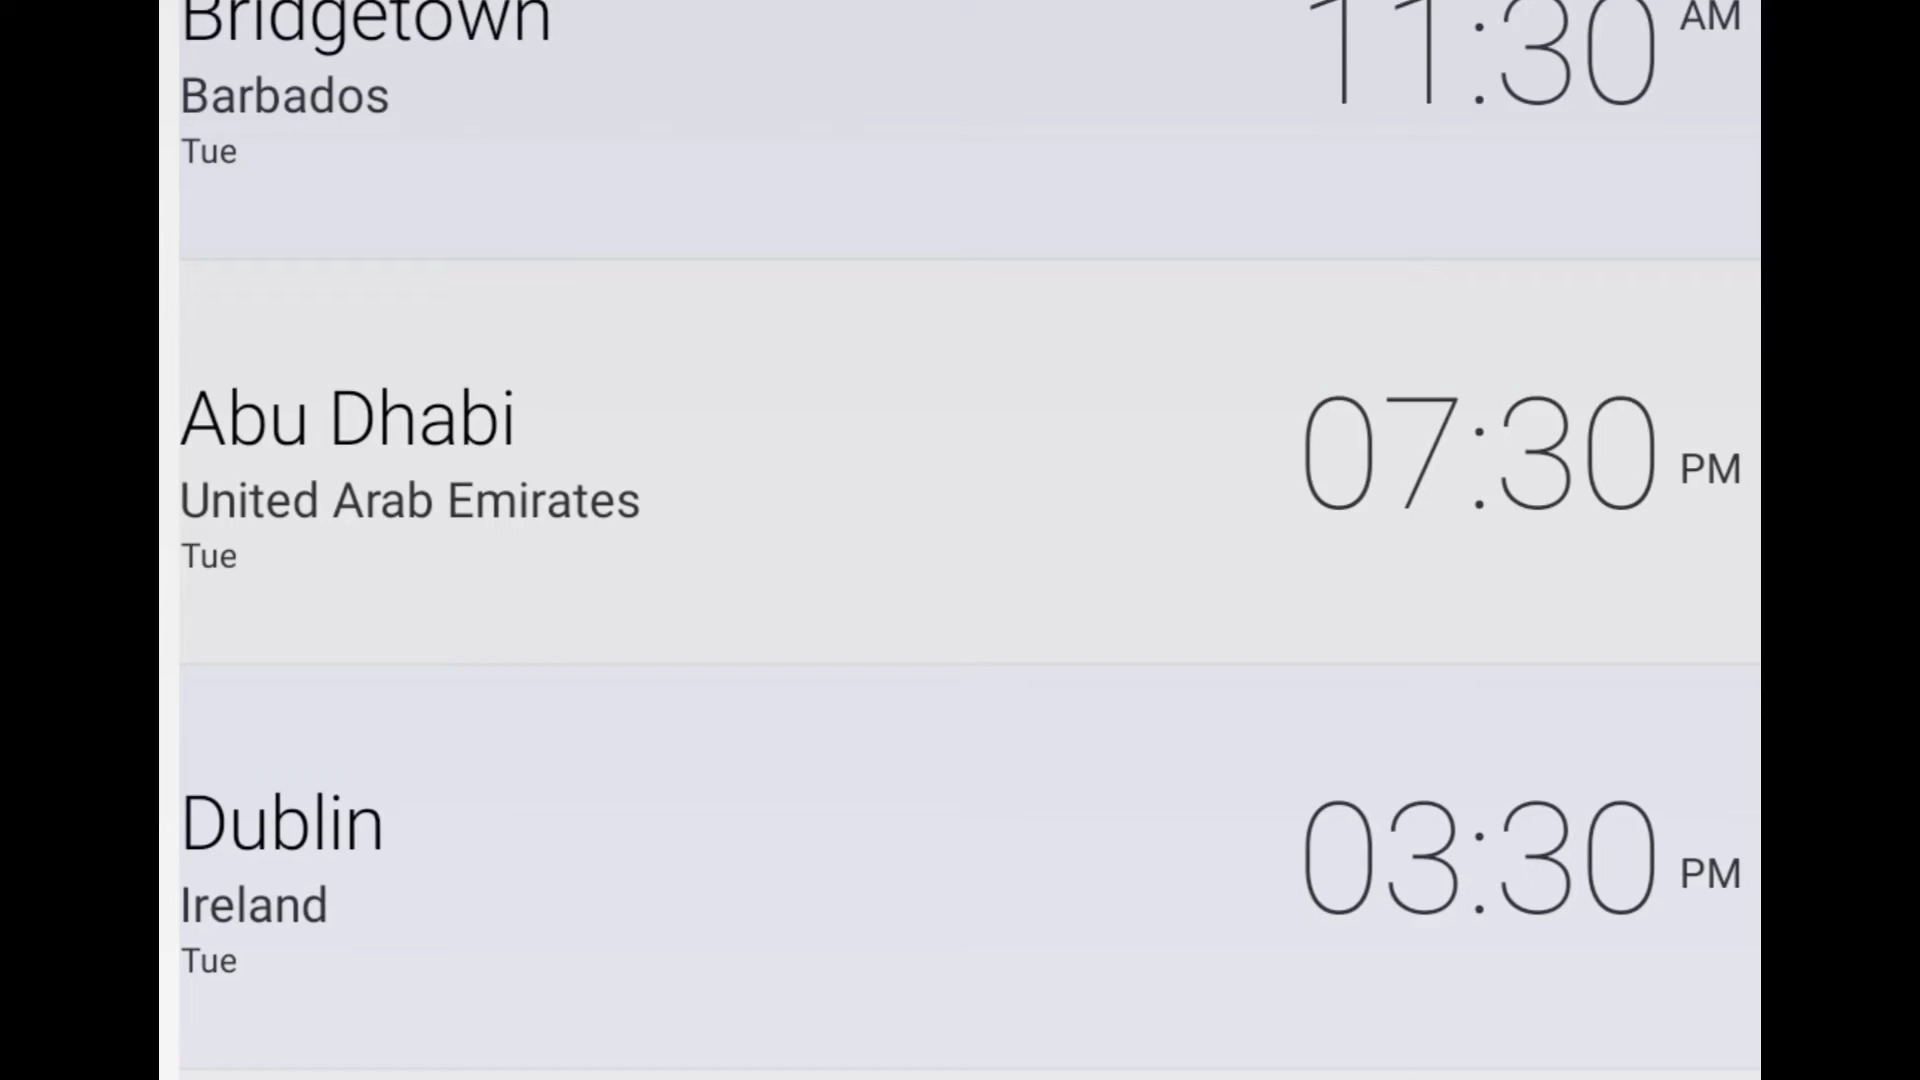 Bridgetown
11:30 AM
Barbados
Tue
Abu Dhabi
07:30 PM
United Arab Emirates
Tue
Dublin
03:30 PM
Ireland
Tue